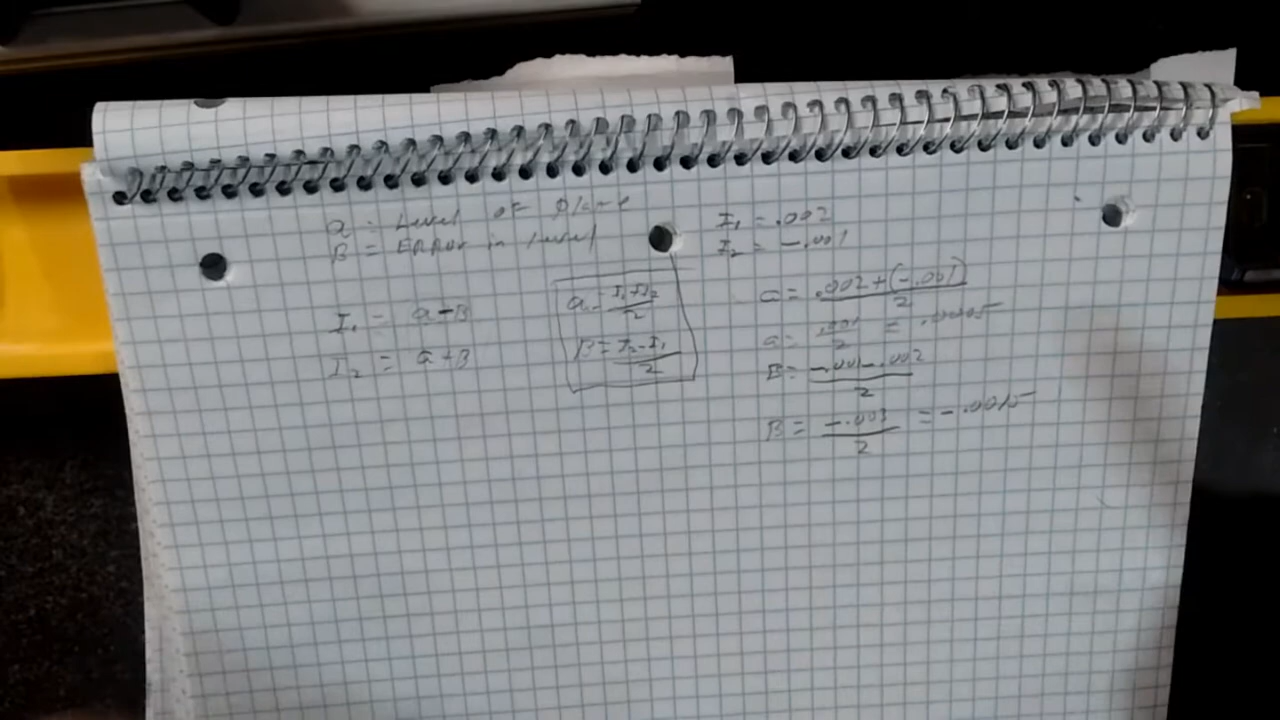 a = Level of Plate
B = ERROR in Level
I₁ = a-B
I₂ = a+B
a = I₁+I₂/2
B = I₂-I₁/2
I₁ = .002
I₂ = -.001
a = .002+(-.001)/2
a = .001/2 = .0005
B = -.001-.002/2
B = -.003/2 = -.0015